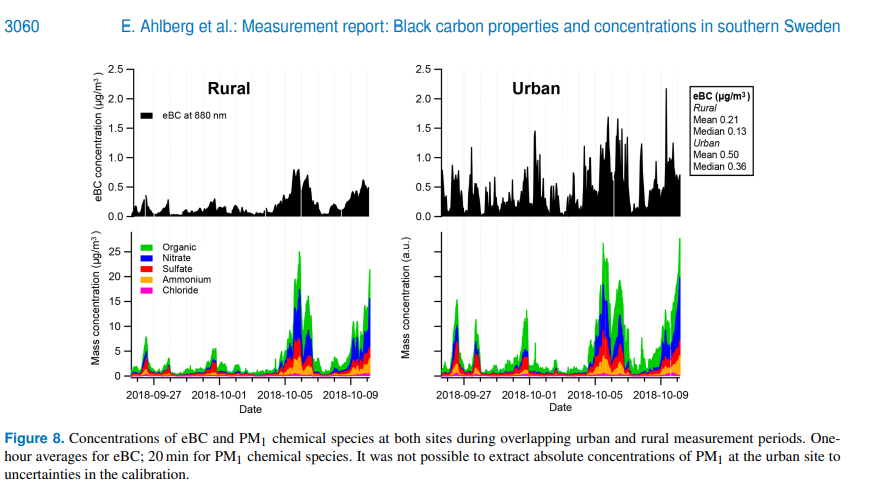 3060
E. Ahlberg et al.: Measurement report: Black carbon properties and concentrations in southern Sweden
eBC concentration (µg/m³)
2.5
2.0
1.5
1.0
0.5
0.0
Rural
eBC at 880 nm
2.5
2.0
1.5
1.0
0.5
0.0
Urban
eBC (µg/m³)
Rural
Mean 0.21
Median 0.13
Urban
Mean 0.50
Median 0.36
Mass concentration (µg/m³)
25
20
15
10
5
0
Organic
Nitrate
Sulfate
Ammonium
Chloride
2018-09-27 2018-10-01 2018-10-05 2018-10-09
Date
Mass concentration (a.u.)
2018-09-27 2018-10-01 2018-10-05 2018-10-09
Date
Figure 8. Concentrations of eBC and PM₁ chemical species at both sites during overlapping urban and rural measurement periods. One-
hour averages for eBC; 20 min for PM₁ chemical species. It was not possible to extract absolute concentrations of PM₁ at the urban site to
uncertainties in the calibration.